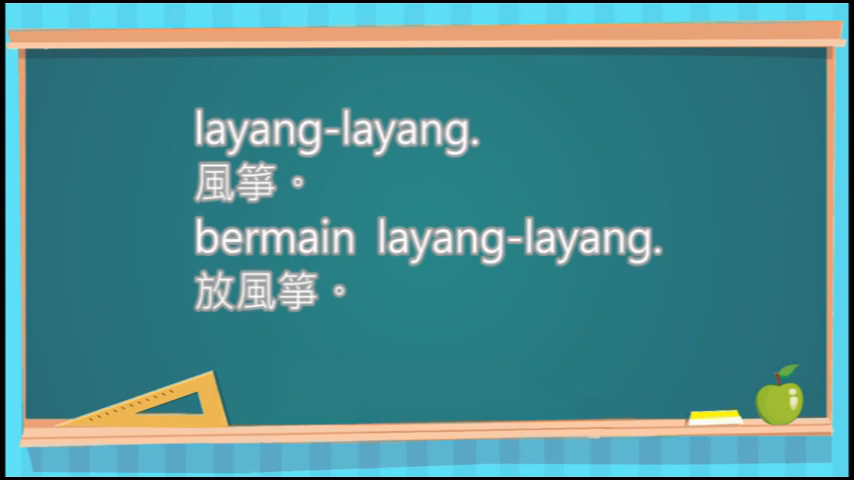 layang-layang.
風箏。
bermain layang-layang.
放風箏。